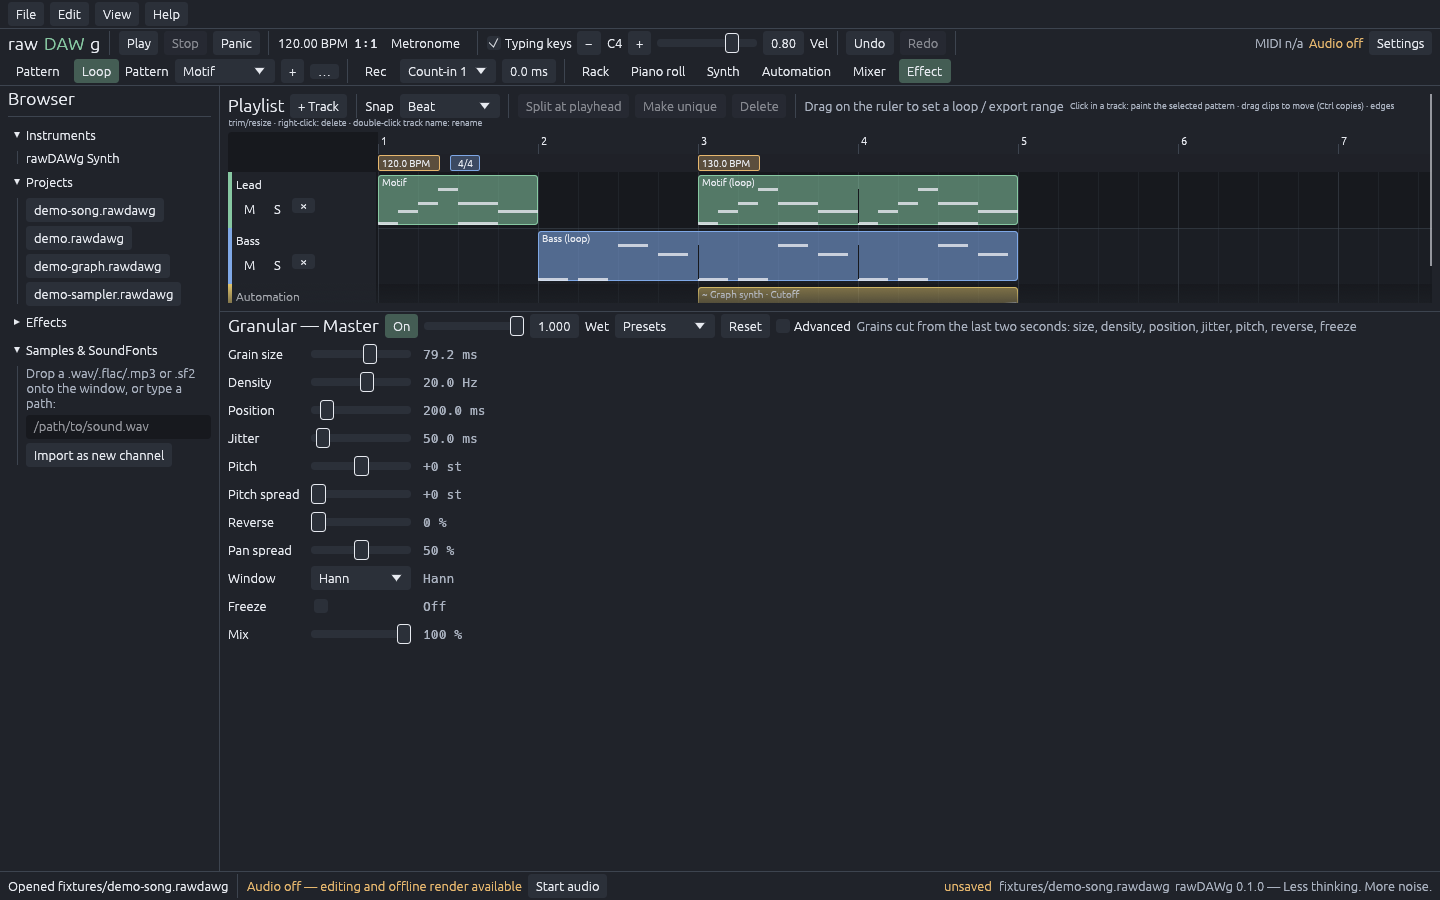 File Edit View Help
raw DAW g Play Stop Panic 120.00 BPM 1:1 Metronome Typing keys − C4 + 0.80 Vel Undo Redo MIDI n/a Audio off Settings
Pattern Loop Pattern Motif + ... Rec Count-in 1 0.0 ms Rack Piano roll Synth Automation Mixer Effect
Browser
Instruments
rawDAWg Synth
Projects
demo-song.rawdawg
demo.rawdawg
demo-graph.rawdawg
demo-sampler.rawdawg
Effects
Samples & SoundFonts
Drop a .wav/.flac/.mp3 or .sf2
onto the window, or type a
path:
/path/to/sound.wav
Import as new channel
Playlist + Track Snap Beat Split at playhead Make unique Delete Drag on the ruler to set a loop / export range Click in a track: paint the selected pattern · drag clips to move (Ctrl copies) · edges
trim/resize · right-click: delete · double-click track name: rename
1 2 3 4 5 6 7
120.0 BPM 4/4 130.0 BPM
Lead Motif Motif (loop)
M S ×
Bass Bass (loop)
M S ×
Automation ~ Graph synth · Cutoff
Granular — Master On 1.000 Wet Presets Reset Advanced Grains cut from the last two seconds: size, density, position, jitter, pitch, reverse, freeze
Grain size 79.2 ms
Density 20.0 Hz
Position 200.0 ms
Jitter 50.0 ms
Pitch +0 st
Pitch spread +0 st
Reverse 0 %
Pan spread 50 %
Window Hann Hann
Freeze Off
Mix 100 %
Opened fixtures/demo-song.rawdawg Audio off — editing and offline render available Start audio unsaved fixtures/demo-song.rawdawg rawDAWg 0.1.0 — Less thinking. More noise.